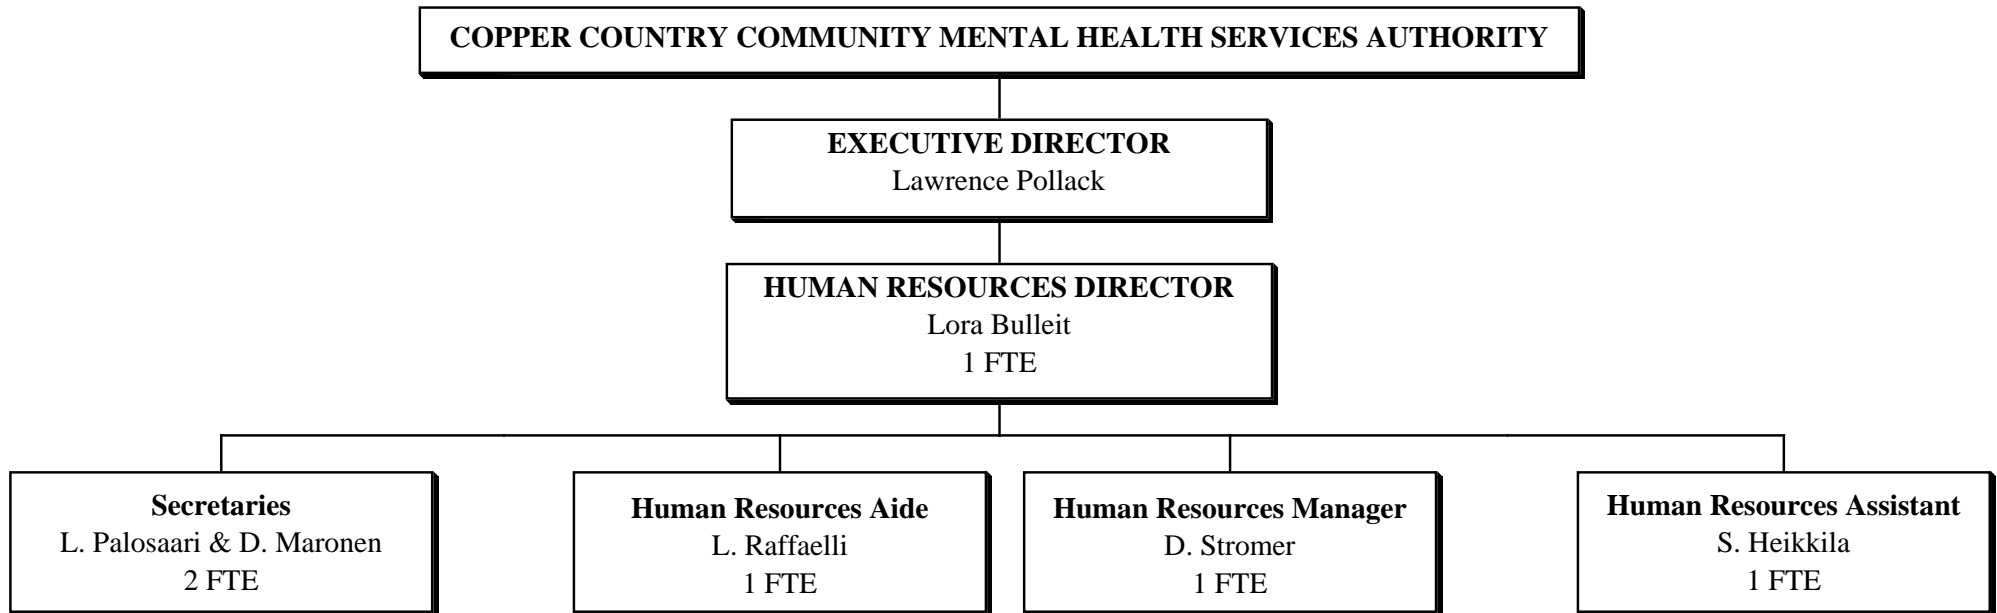 COPPER COUNTRY COMMUNITY MENTAL HEALTH SERVICES AUTHORITY
EXECUTIVE DIRECTOR
Lawrence Pollack
HUMAN RESOURCES DIRECTOR
Lora Bulleit
1 FTE
Secretaries
L. Palosaari & D. Maronen
2 FTE
Human Resources Aide
L. Raffaelli
1 FTE
Human Resources Manager
D. Stromer
1 FTE
Human Resources Assistant
S. Heikkila
1 FTE